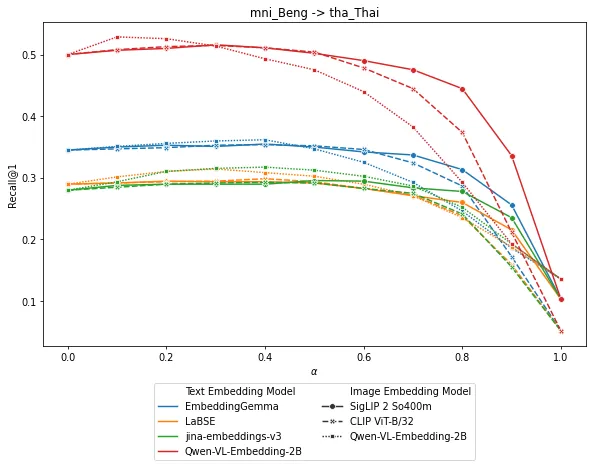 mni_Beng -> tha_Thai
Recall@1
0.5
0.4
0.3
0.2
0.1
0.0 0.2 0.4 0.6 0.8 1.0
α
Text Embedding Model
EmbeddingGemma
LaBSE
jina-embeddings-v3
Qwen-VL-Embedding-2B
Image Embedding Model
SigLIP 2 So400m
CLIP ViT-B/32
Qwen-VL-Embedding-2B